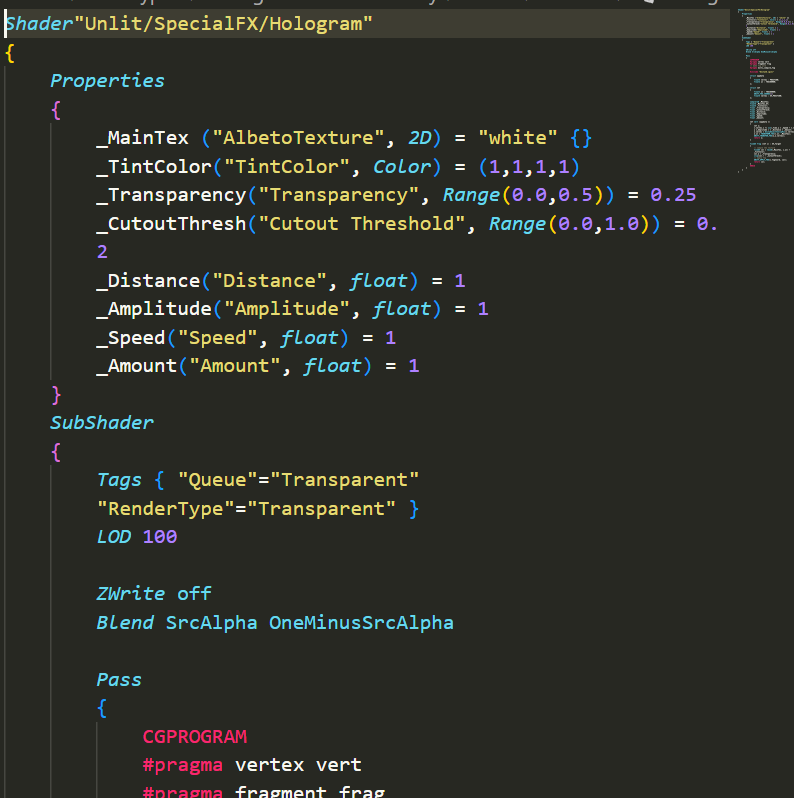 Shader"Unlit/SpecialFX/Hologram"
{
Properties
{
_MainTex ("AlbetoTexture", 2D) = "white" {}
_TintColor("TintColor", Color) = (1,1,1,1)
_Transparency("Transparency", Range(0.0,0.5)) = 0.25
_CutoutThresh("Cutout Threshold", Range(0.0,1.0)) = 0.
2
_Distance("Distance", float) = 1
_Amplitude("Amplitude", float) = 1
_Speed("Speed", float) = 1
_Amount("Amount", float) = 1
}
SubShader
{
Tags { "Queue"="Transparent"
"RenderType"="Transparent" }
LOD 100
ZWrite off
Blend SrcAlpha OneMinusSrcAlpha
Pass
{
CGPROGRAM
#pragma vertex vert
#pragma fragment frag